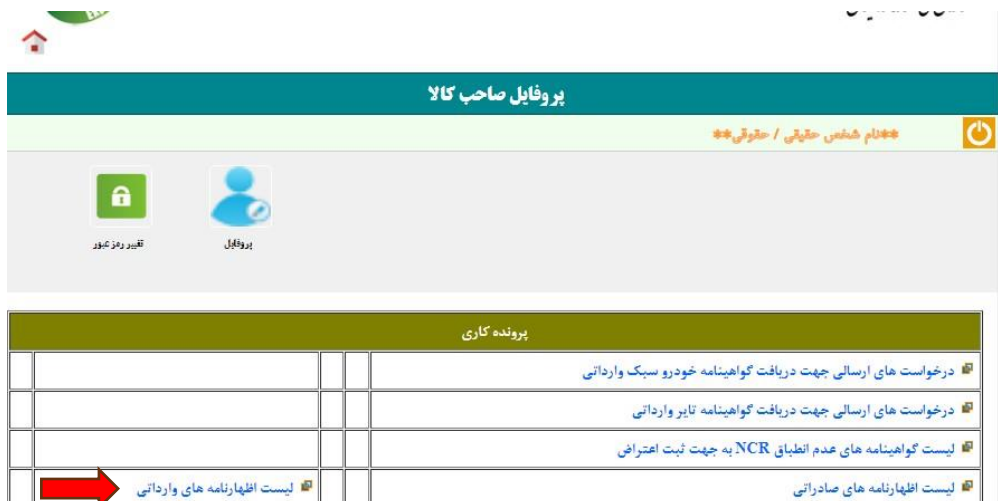 پروفایل صاحب کالا
**نام شخص حقیقی / حقوقی**
پروفایل
تغییر رمز عبور
پرونده کاری
درخواست های ارسالی جهت دریافت گواهینامه خودرو سبک وارداتی
درخواست های ارسالی جهت دریافت گواهینامه تایر وارداتی
لیست گواهینامه های عدم انطباق NCR به جهت ثبت اعتراض
لیست اظهارنامه های صادراتی
لیست اظهارنامه های وارداتی